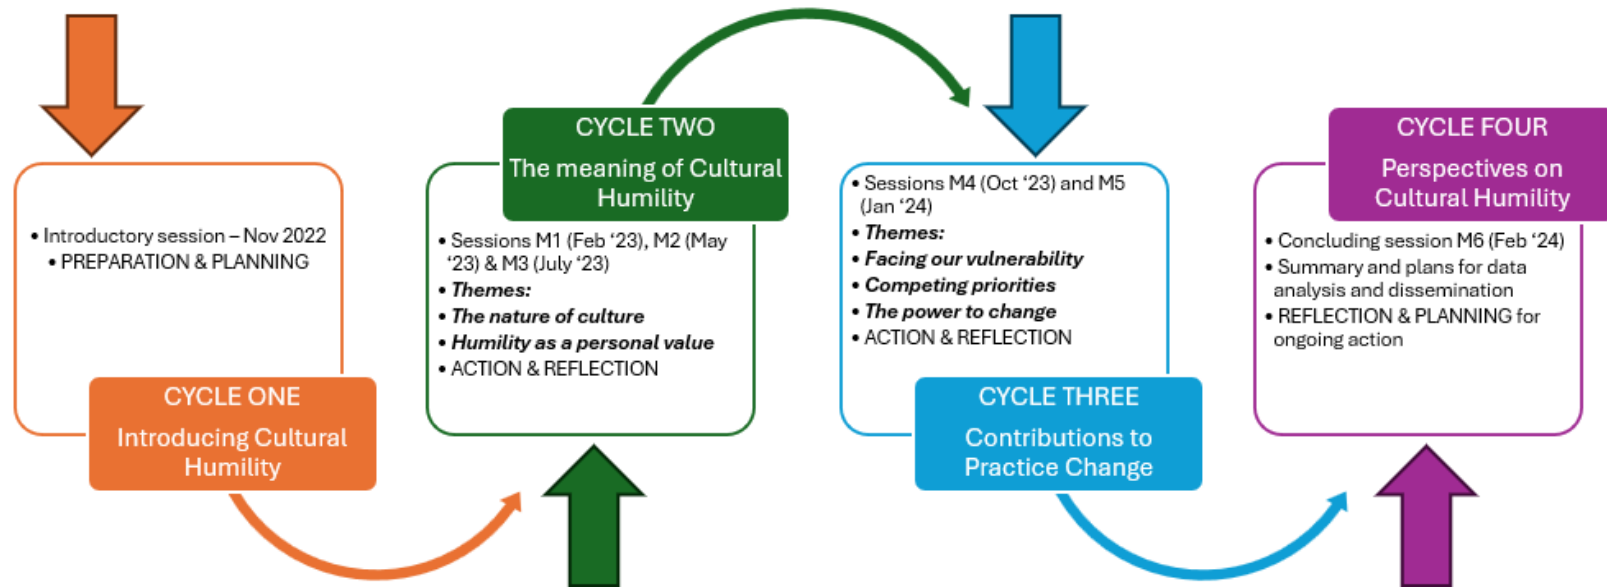 • Introductory session – Nov 2022
• PREPARATION & PLANNING
CYCLE ONE
Introducing Cultural
Humility
CYCLE TWO
The meaning of Cultural
Humility
• Sessions M1 (Feb ‘23), M2 (May
‘23) & M3 (July ‘23)
• Themes:
• The nature of culture
• Humility as a personal value
• ACTION & REFLECTION
• Sessions M4 (Oct ‘23) and M5
(Jan ‘24)
• Themes:
• Facing our vulnerability
• Competing priorities
• The power to change
• ACTION & REFLECTION
CYCLE THREE
Contributions to
Practice Change
CYCLE FOUR
Perspectives on
Cultural Humility
• Concluding session M6 (Feb ‘24)
• Summary and plans for data
analysis and dissemination
• REFLECTION & PLANNING for
ongoing action